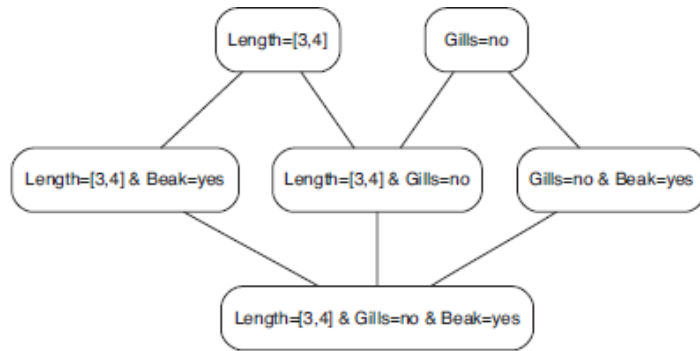 Length=[3,4]
Gills=no
Length=[3,4] & Beak=yes
Length=[3,4] & Gills=no
Gills=no & Beak=yes
Length=[3,4] & Gills=no & Beak=yes